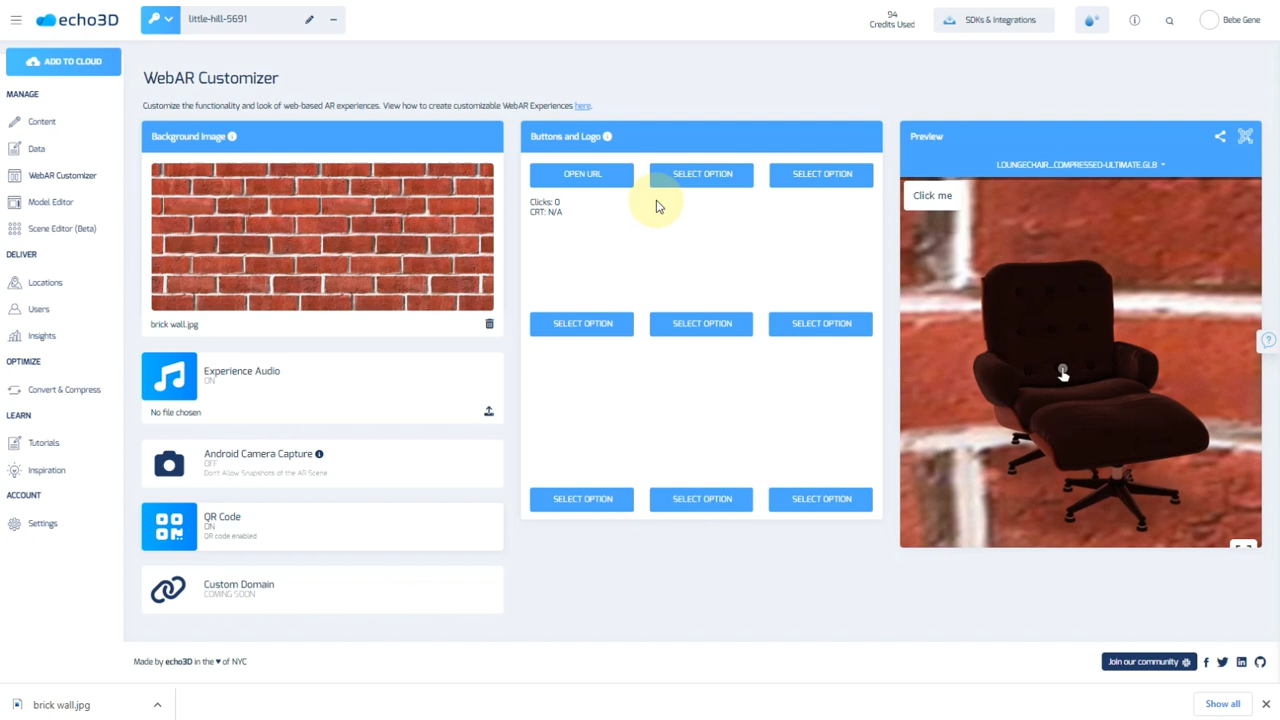 echo3D
little-hill-5691
94
Credits Used
SDKs & Integrations
Bebe Gene
ADD TO CLOUD
MANAGE
Content
Data
WebAR Customizer
Model Editor
Scene Editor (Beta)
DELIVER
Locations
Users
Insights
OPTIMIZE
Convert & Compress
LEARN
Tutorials
Inspiration
ACCOUNT
Settings
WebAR Customizer
Customize the functionality and look of web-based AR experiences. View how to create customizable WebAR Experiences here.
Background Image
brick wall.jpg
Experience Audio
ON
No file chosen
Android Camera Capture
OFF
Don't Allow Snapshots of the AR Scene
QR Code
ON
QR code enabled
Custom Domain
COMING SOON
Buttons and Logo
OPEN URL SELECT OPTION SELECT OPTION
Clicks: 0
CRT: N/A
SELECT OPTION SELECT OPTION SELECT OPTION
SELECT OPTION SELECT OPTION SELECT OPTION
Preview
LOUNGECHAIR_COMPRESSED-ULTIMATE.GLB
Click me
Made by echo3D in the ♥ of NYC
Join our community
brick wall.jpg
Show all